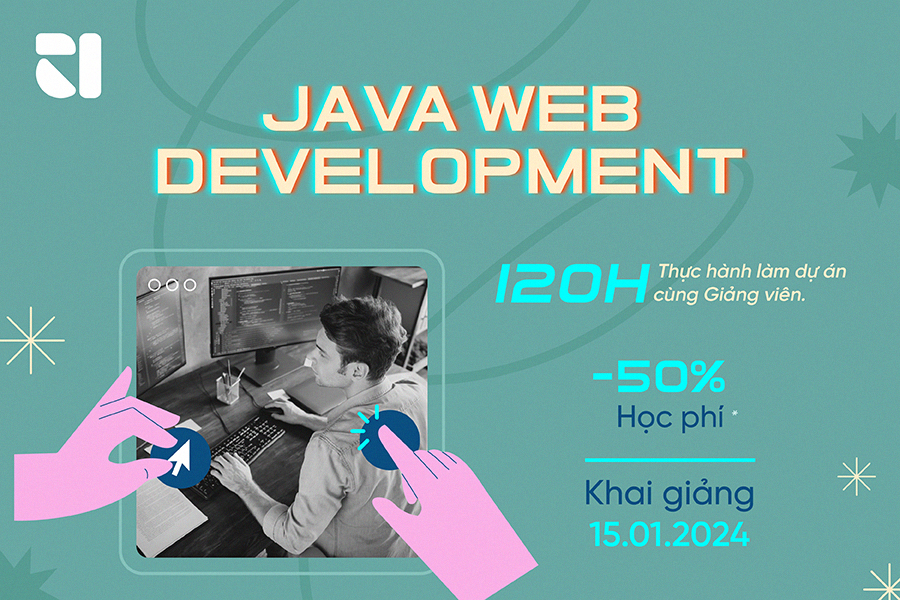 JAVA WEB
DEVELOPMENT
120H
Thực hành làm dự án
cùng Giảng viên.
-50%
Học phí *
Khai giảng
15.01.2024